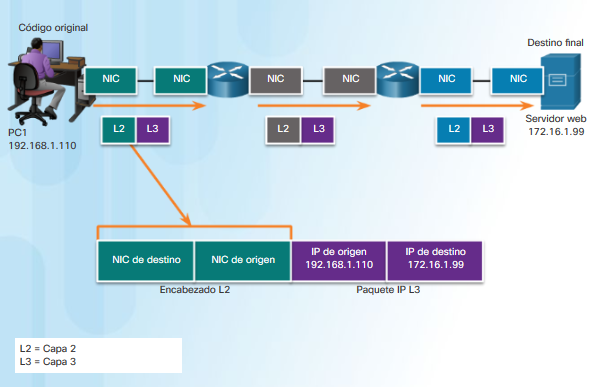 Código original
Destino final
NIC
NIC
NIC
NIC
NIC
NIC
PC1
192.168.1.110
L2
L3
L2
L3
L2
L3
Servidor web
172.16.1.99
NIC de destino
NIC de origen
IP de origen
192.168.1.110
IP de destino
172.16.1.99
Encabezado L2
Paquete IP L3
L2 = Capa 2
L3 = Capa 3